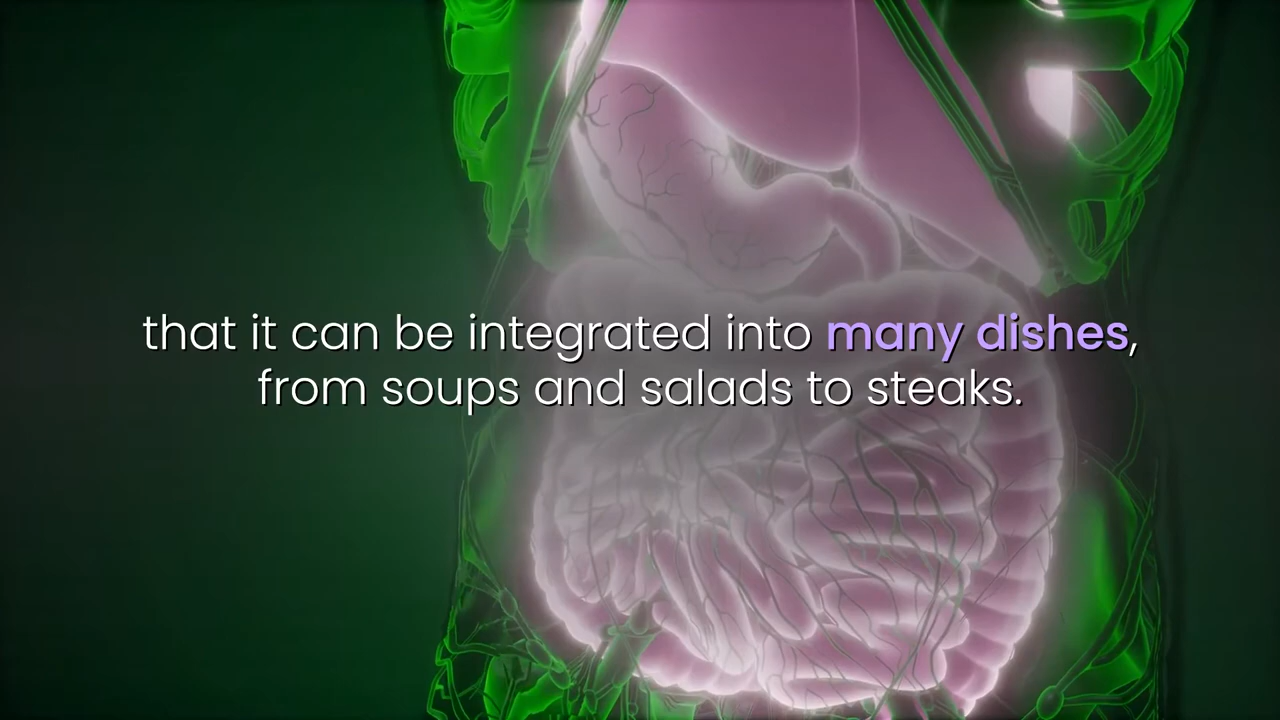 that it can be integrated into many dishes,
from soups and salads to steaks.